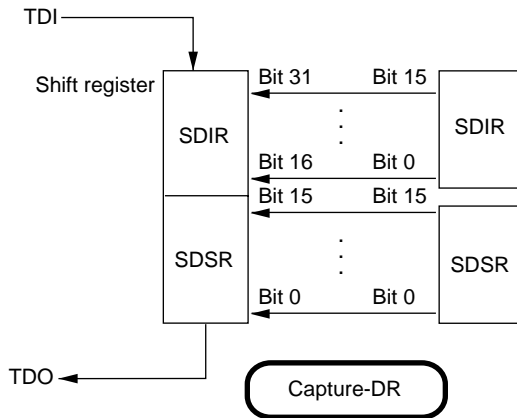 TDI
Shift register
Bit 31 Bit 15
SDIR
SDIR
Bit 16 Bit 0
Bit 15 Bit 15
SDSR
SDSR
Bit 0 Bit 0
TDO
Capture-DR